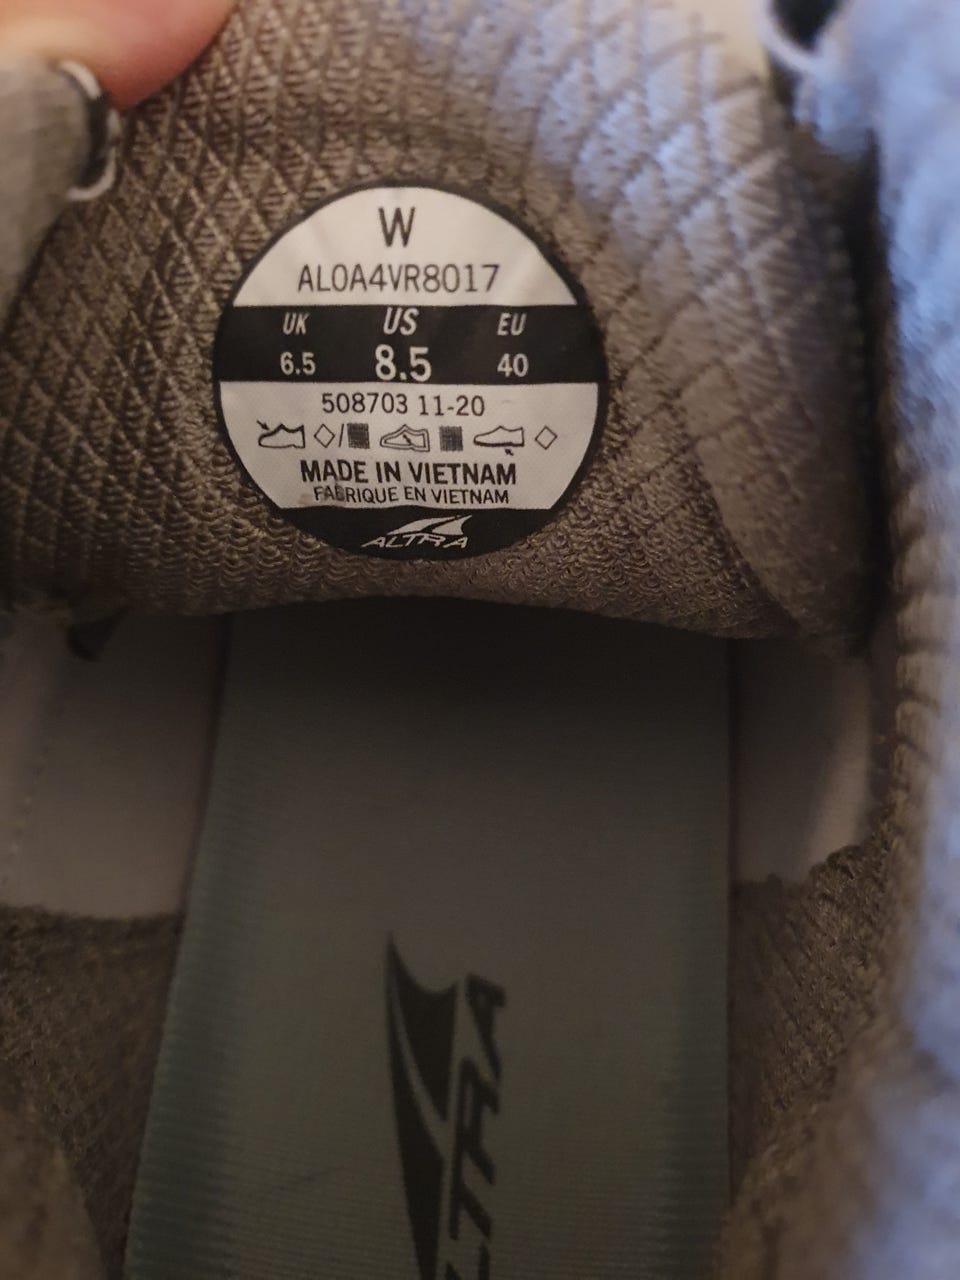 W
AL0A4VR8017
UK US EU
6.5 8.5 40
508703 11-20
MADE IN VIETNAM
FABRIQUE EN VIETNAM
ALTRA
ALTRA